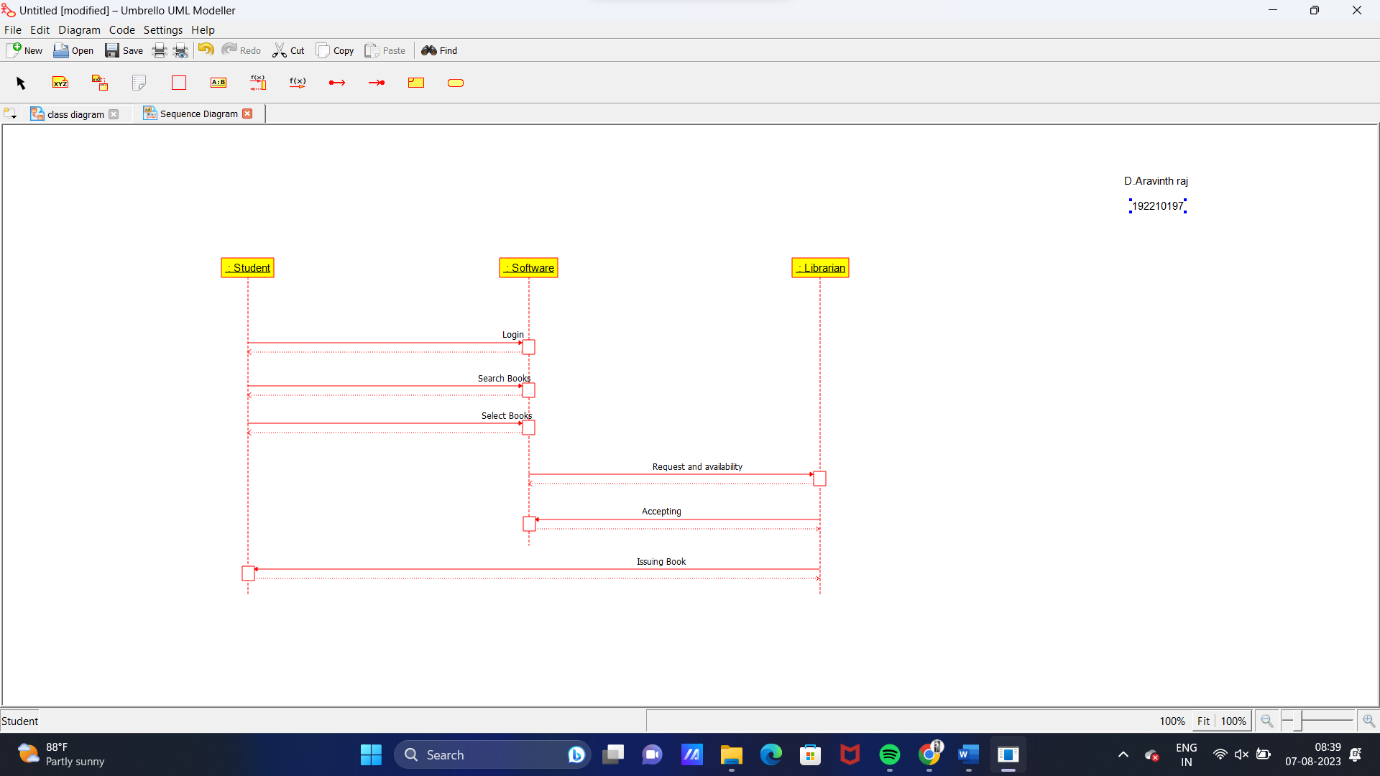 Untitled [modified] – Umbrello UML Modeller
File Edit Diagram Code Settings Help
New Open Save Redo Cut Copy Paste Find
XYZ A:B f(x) f(x)
class diagram Sequence Diagram
D.Aravinth raj
192210197
: Student : Software : Librarian
Login
Search Books
Select Books
Request and availability
Accepting
Issuing Book
Student 100% Fit 100%
88°F
Partly sunny
Search
ENG
IN
08:39
07-08-2023